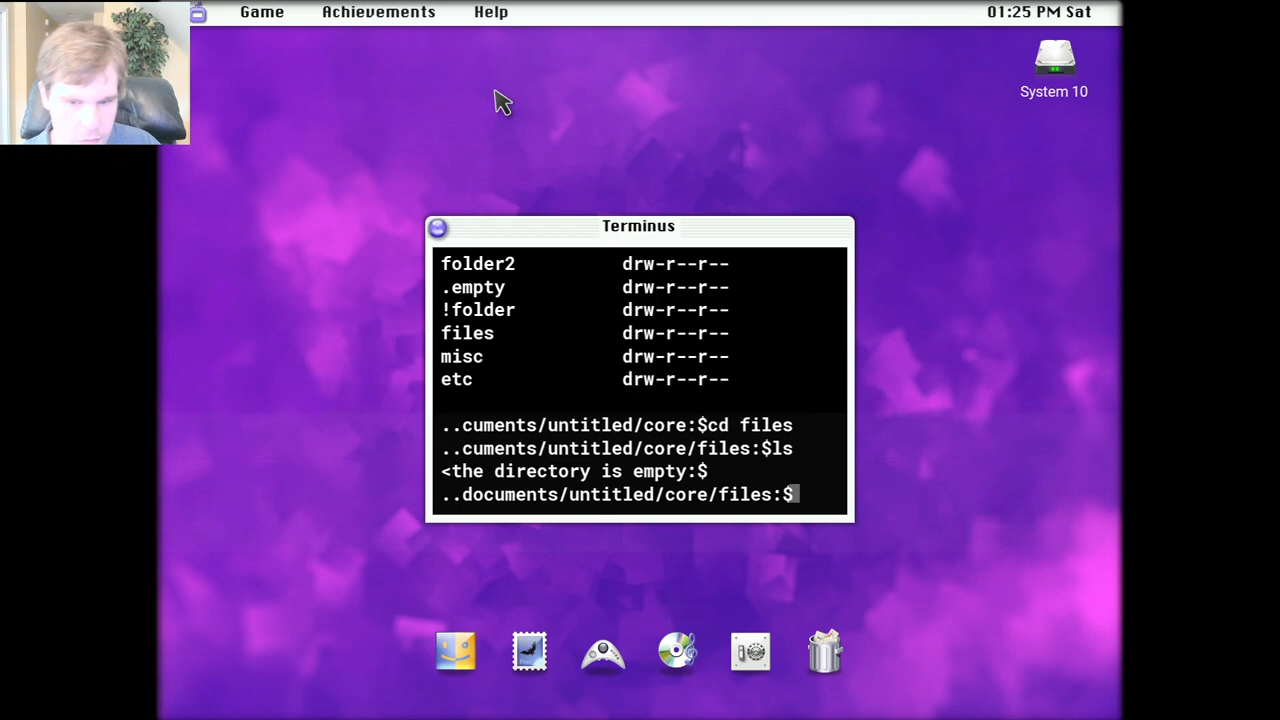 Game Achievements Help 01:25 PM Sat
System 10
Terminus
folder2 drw-r--r--
.empty drw-r--r--
!folder drw-r--r--
files drw-r--r--
misc drw-r--r--
etc drw-r--r--
..cuments/untitled/core:$cd files
..cuments/untitled/core/files:$ls
<the directory is empty:$
..documents/untitled/core/files:$